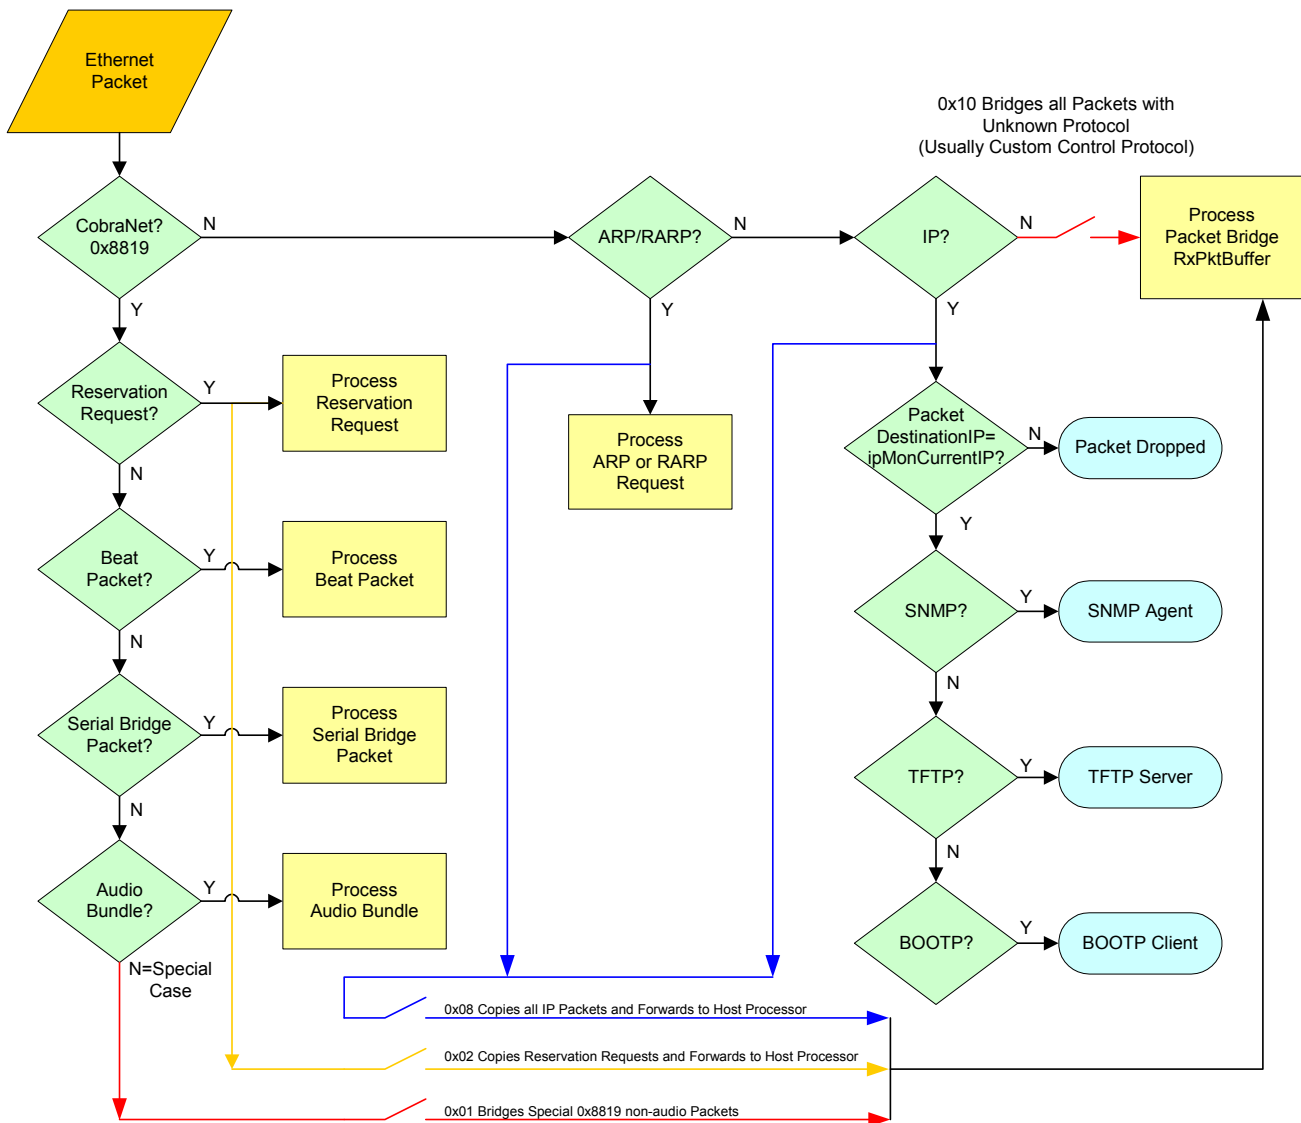 Ethernet
Packet
0x10 Bridges all Packets with
Unknown Protocol
(Usually Custom Control Protocol)
CobraNet?
0x8819
N
Y
ARP/RARP?
N
Y
IP?
N
Y
Process
Packet Bridge
RxPktBuffer
Reservation
Request?
Y
N
Process
Reservation
Request
Process
ARP or RARP
Request
Packet
DestinationIP=
ipMonCurrentIP?
N
Y
Packet Dropped
Beat
Packet?
Y
N
Process
Beat Packet
SNMP?
Y
N
SNMP Agent
Serial Bridge
Packet?
Y
N
Process
Serial Bridge
Packet
TFTP?
Y
N
TFTP Server
Audio
Bundle?
Y
N=Special
Case
Process
Audio Bundle
BOOTP?
Y
BOOTP Client
0x08 Copies all IP Packets and Forwards to Host Processor
0x02 Copies Reservation Requests and Forwards to Host Processor
0x01 Bridges Special 0x8819 non-audio Packets